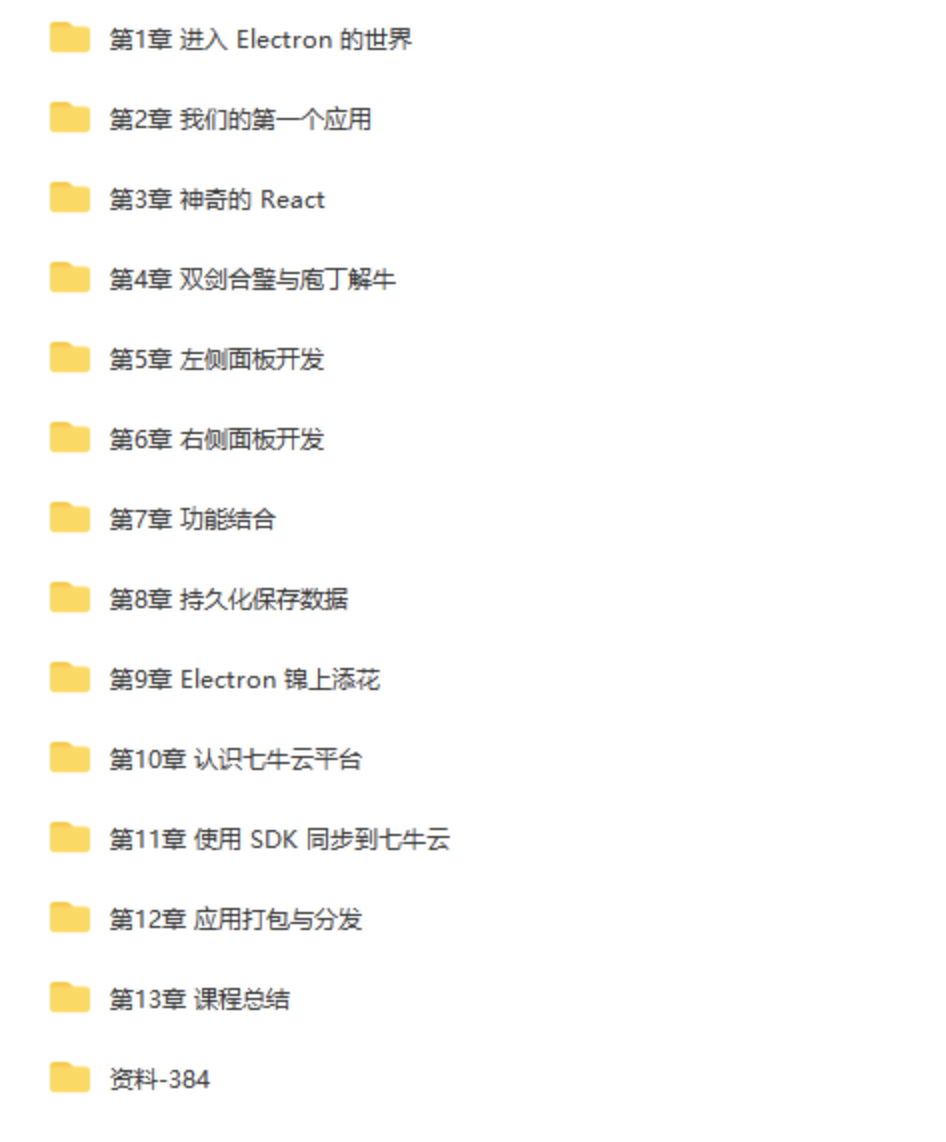 第1章 进入 Electron 的世界
第2章 我们的第一个应用
第3章 神奇的 React
第4章 双剑合璧与庖丁解牛
第5章 左侧面板开发
第6章 右侧面板开发
第7章 功能结合
第8章 持久化保存数据
第9章 Electron 锦上添花
第10章 认识七牛云平台
第11章 使用 SDK 同步到七牛云
第12章 应用打包与分发
第13章 课程总结
资料-384